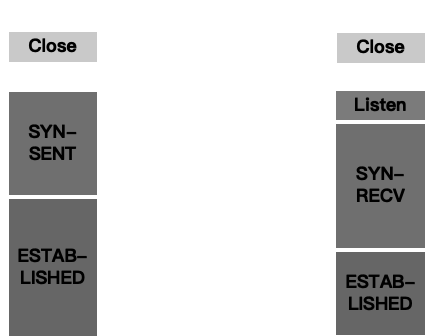 Close
SYN–
SENT
ESTAB–
LISHED
Close
Listen
SYN–
RECV
ESTAB–
LISHED